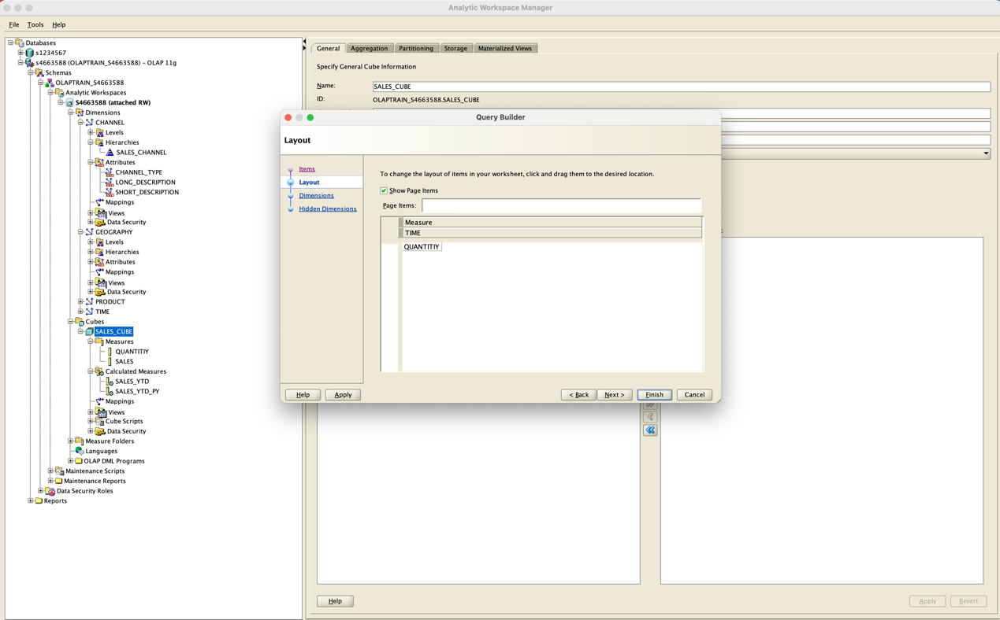 Analytic Workspace Manager
File Tools Help
Databases
s1234567
s4663588 (OLAPTRAIN_S4663588) - OLAP 11g
Schemas
OLAPTRAIN_S4663588
Analytic Workspaces
S4663588 (attached RW)
Dimensions
CHANNEL
Levels
Hierarchies
SALES_CHANNEL
Attributes
CHANNEL_TYPE
LONG_DESCRIPTION
SHORT_DESCRIPTION
Mappings
Views
Data Security
GEOGRAPHY
Levels
Hierarchies
Attributes
Mappings
Views
Data Security
PRODUCT
TIME
Cubes
SALES_CUBE
Measures
QUANTITIY
SALES
Calculated Measures
SALES_YTD
SALES_YTD_PY
Mappings
Views
Cube Scripts
Data Security
Measure Folders
Languages
OLAP DML Programs
Maintenance Scripts
Maintenance Reports
Data Security Roles
Reports
General Aggregation Partitioning Storage Materialized Views
Specify General Cube Information
Name: SALES_CUBE
ID: OLAPTRAIN_S4663588.SALES_CUBE
Query Builder
Layout
Items
Layout
Dimensions
Hidden Dimensions
To change the layout of items in your worksheet, click and drag them to the desired location.
Show Page Items
Page Items:
Measure
TIME
QUANTITIY
Help Apply < Back Next > Finish Cancel
Help Apply Revert